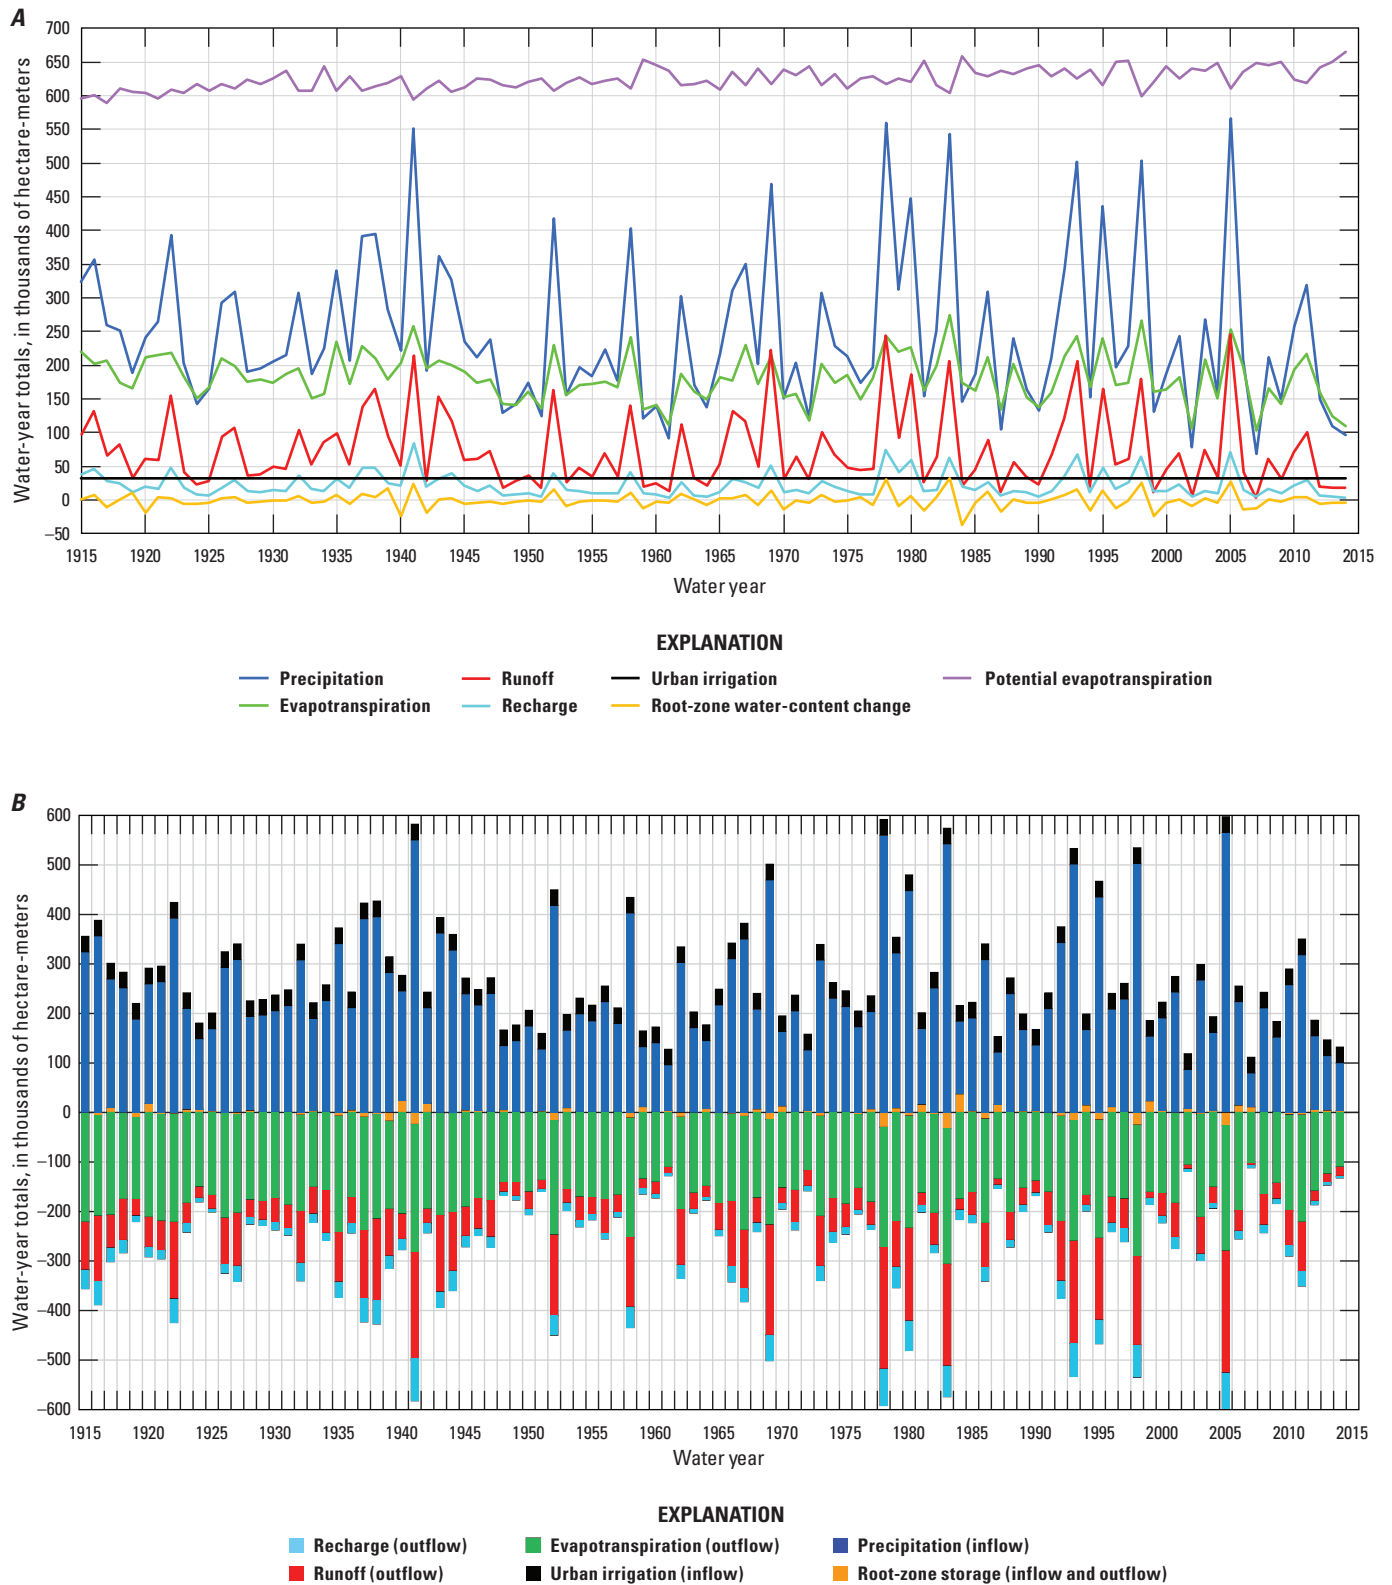 A
Water-year totals, in thousands of hectare-meters
700
650
600
550
500
450
400
350
300
250
200
150
100
50
0
−50
1915 1920 1925 1930 1935 1940 1945 1950 1955 1960 1965 1970 1975 1980 1985 1990 1995 2000 2005 2010 2015
Water year
EXPLANATION
Precipitation Runoff Urban irrigation Potential evapotranspiration
Evapotranspiration Recharge Root-zone water-content change
B
Water-year totals, in thousands of hectare-meters
600
500
400
300
200
100
0
−100
−200
−300
−400
−500
−600
1915 1920 1925 1930 1935 1940 1945 1950 1955 1960 1965 1970 1975 1980 1985 1990 1995 2000 2005 2010 2015
Water year
EXPLANATION
Recharge (outflow) Evapotranspiration (outflow) Precipitation (inflow)
Runoff (outflow) Urban irrigation (inflow) Root-zone storage (inflow and outflow)